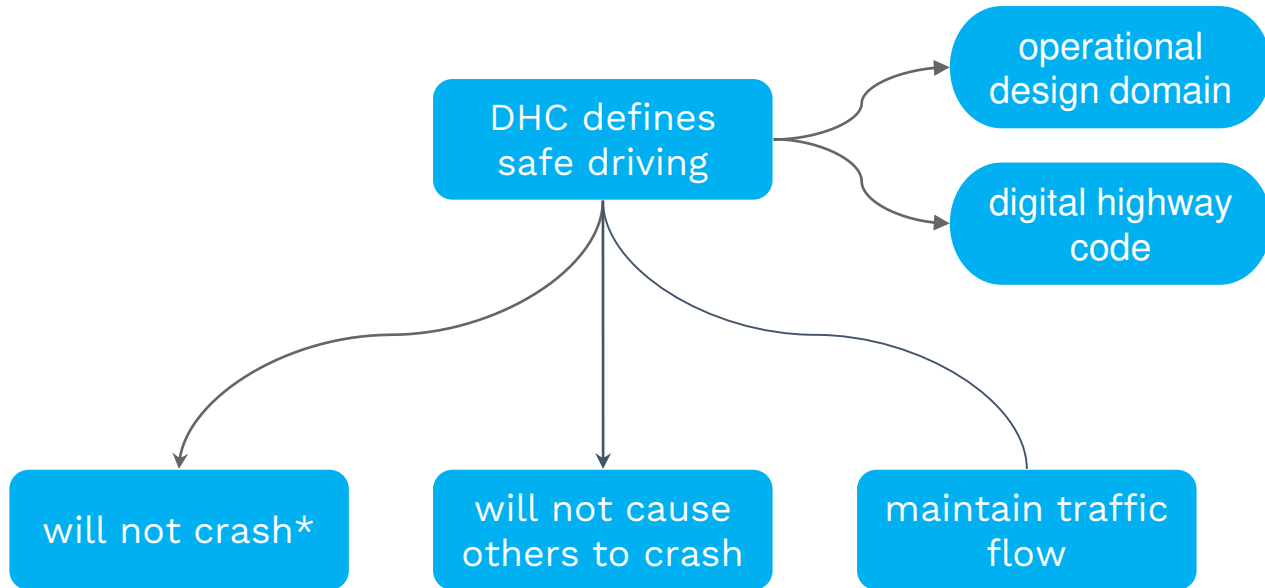 operational
design domain
DHC defines
safe driving
digital highway
code
will not crash*
will not cause
others to crash
maintain traffic
flow